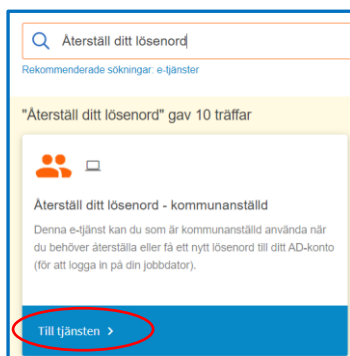 Återställ ditt lösenord
Rekommenderade sökningar: e-tjänster
"Återställ ditt lösenord" gav 10 träffar
Återställ ditt lösenord - kommunanställd
Denna e-tjänst kan du som är kommunanställd använda när
du behöver återställa eller få ett nytt lösenord till ditt AD-konto
(för att logga in på din jobbdator).
Till tjänsten